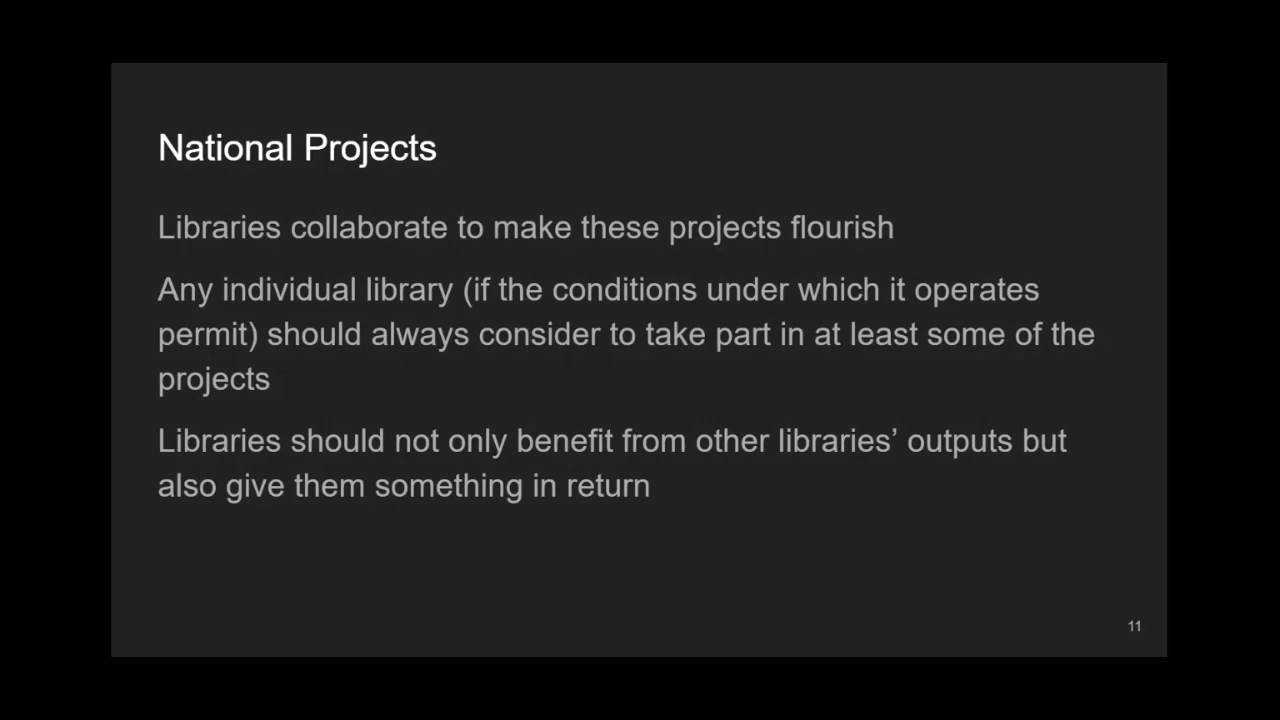 National Projects
Libraries collaborate to make these projects flourish
Any individual library (if the conditions under which it operates
permit) should always consider to take part in at least some of the
projects
Libraries should not only benefit from other libraries’ outputs but
also give them something in return
11